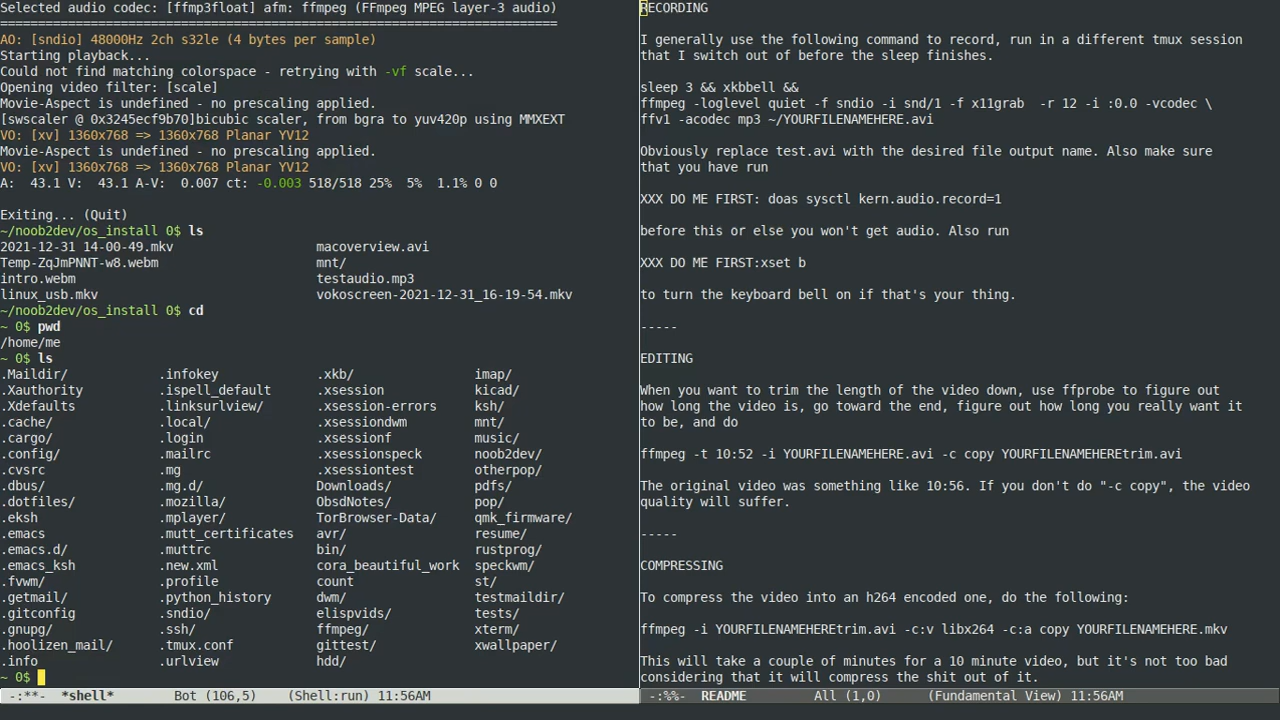 Selected audio codec: [ffmp3float] afm: ffmpeg (FFmpeg MPEG layer-3 audio)
==========================================================================
AO: [sndio] 48000Hz 2ch s32le (4 bytes per sample)
Starting playback...
Could not find matching colorspace - retrying with -vf scale...
Opening video filter: [scale]
Movie-Aspect is undefined - no prescaling applied.
[swscaler @ 0x3245ecf9b70]bicubic scaler, from bgra to yuv420p using MMXEXT
VO: [xv] 1360x768 => 1360x768 Planar YV12
Movie-Aspect is undefined - no prescaling applied.
VO: [xv] 1360x768 => 1360x768 Planar YV12
A:  43.1 V:  43.1 A-V:  0.007 ct: -0.003 518/518 25%  5%  1.1% 0 0
Exiting... (Quit)
~/noob2dev/os_install 0$ ls
2021-12-31 14-00-49.mkv                  macoverview.avi
Temp-ZqJmPNNT-w8.webm                    mnt/
intro.webm                               testaudio.mp3
linux_usb.mkv                            vokoscreen-2021-12-31_16-19-54.mkv
~/noob2dev/os_install 0$ cd
~ 0$ pwd
/home/me
~ 0$ ls
.Maildir/            .infokey             .xkb/                imap/
.Xauthority          .ispell_default      .xsession            kicad/
.Xdefaults           .linksurlview/       .xsession-errors     ksh/
.cache/              .local/              .xsessiondwm         mnt/
.cargo/              .login               .xsessionf           music/
.config/             .mailrc              .xsessionspeck       noob2dev/
.cvsrc               .mg                  .xsessiontest        otherpop/
.dbus/               .mg.d/               Downloads/           pdfs/
.dotfiles/           .mozilla/            ObsdNotes/           pop/
.eksh                .mplayer/            TorBrowser-Data/     qmk_firmware/
.emacs               .mutt_certificates   avr/                 resume/
.emacs.d/            .muttrc              bin/                 rustprog/
.emacs_ksh           .new.xml             cora_beautiful_work  speckwm/
.fvwm/               .profile             count                st/
.getmail/            .python_history      dwm/                 testmaildir/
.gitconfig           .sndio/              elispvids/           tests/
.gnupg/              .ssh/                ffmpeg/              xterm/
.hoolizen_mail/      .tmux.conf           gittest/             xwallpaper/
.info                .urlview             hdd/
~ 0$
-:**-  *shell*        Bot (106,5)    (Shell:run) 11:56AM
RECORDING
I generally use the following command to record, run in a different tmux session
that I switch out of before the sleep finishes.
sleep 3 && xkbbell &&
ffmpeg -loglevel quiet -f sndio -i snd/1 -f x11grab  -r 12 -i :0.0 -vcodec \
ffv1 -acodec mp3 ~/YOURFILENAMEHERE.avi
Obviously replace test.avi with the desired file output name. Also make sure
that you have run
XXX DO ME FIRST: doas sysctl kern.audio.record=1
before this or else you won't get audio. Also run
XXX DO ME FIRST:xset b
to turn the keyboard bell on if that's your thing.
-----
EDITING
When you want to trim the length of the video down, use ffprobe to figure out
how long the video is, go toward the end, figure out how long you really want it
to be, and do
ffmpeg -t 10:52 -i YOURFILENAMEHERE.avi -c copy YOURFILENAMEHEREtrim.avi
The original video was something like 10:56. If you don't do "-c copy", the video
quality will suffer.
-----
COMPRESSING
To compress the video into an h264 encoded one, do the following:
ffmpeg -i YOURFILENAMEHEREtrim.avi -c:v libx264 -c:a copy YOURFILENAMEHERE.mkv
This will take a couple of minutes for a 10 minute video, but it's not too bad
considering that it will compress the shit out of it.
-:%%-  README         All (1,0)      (Fundamental View) 11:56AM